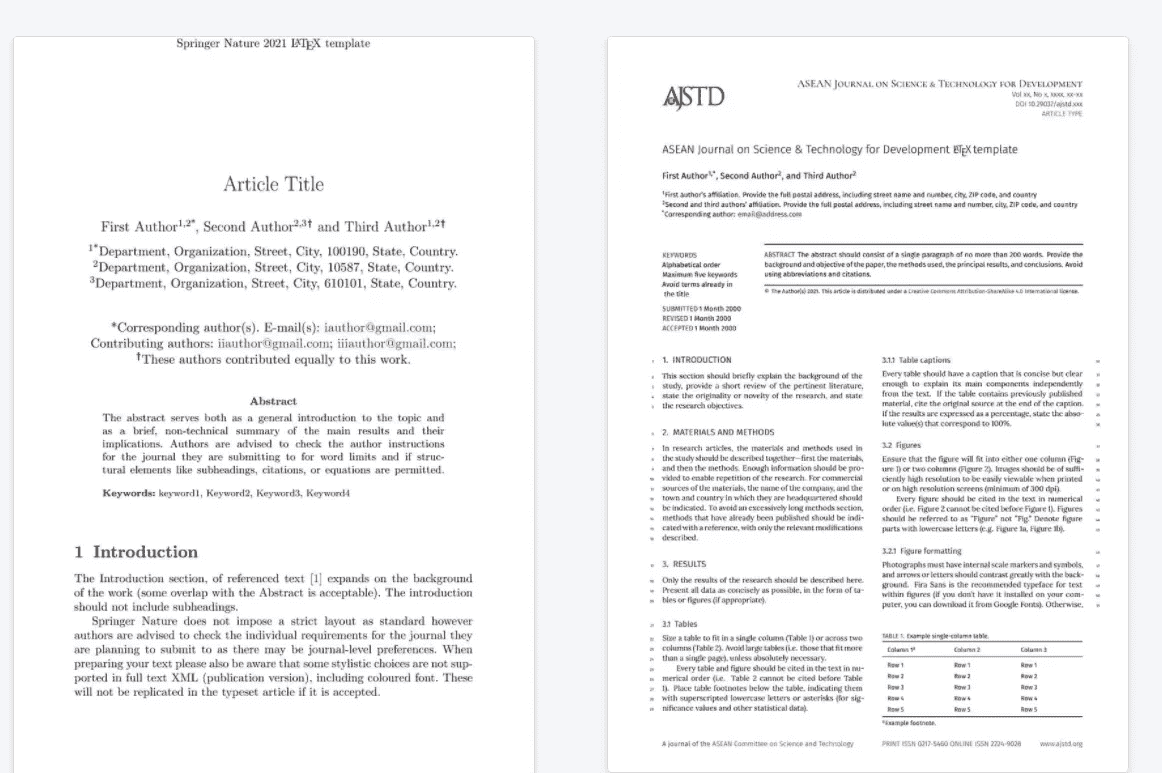 Springer Nature 2021 LATEX template
Article Title
First Author1,2*, Second Author2,3† and Third Author1,2†
1*Department, Organization, Street, City, 100190, State, Country.
2Department, Organization, Street, City, 10587, State, Country.
3Department, Organization, Street, City, 610101, State, Country.
*Corresponding author(s). E-mail(s): iauthor@gmail.com;
Contributing authors: iiauthor@gmail.com; iiiauthor@gmail.com;
†These authors contributed equally to this work.
Abstract
The abstract serves both as a general introduction to the topic and
as a brief, non-technical summary of the main results and their
implications. Authors are advised to check the author instructions
for the journal they are submitting to for word limits and if struc-
tural elements like subheadings, citations, or equations are permitted.
Keywords: keyword1, Keyword2, Keyword3, Keyword4
1 Introduction
The Introduction section, of referenced text [1] expands on the background
of the work (some overlap with the Abstract is acceptable). The introduction
should not include subheadings.
Springer Nature does not impose a strict layout as standard however
authors are advised to check the individual requirements for the journal they
are planning to submit to as there may be journal-level preferences. When
preparing your text please also be aware that some stylistic choices are not sup-
ported in full text XML (publication version), including coloured font. These
will not be replicated in the typeset article if it is accepted.
AJSTD
ASEAN JOURNAL ON SCIENCE & TECHNOLOGY FOR DEVELOPMENT
Vol xx, No x, xxxx, xx-xx
DOI 10.29037/ajstd.xxx
ARTICLE TYPE
ASEAN Journal on Science & Technology for Development LATEX template
First Author1,*, Second Author2, and Third Author2
1First author's affiliation. Provide the full postal address, including street name and number, city, ZIP code, and country
2Second and third authors' affiliation. Provide the full postal address, including street name and number, city, ZIP code, and country
*Corresponding author: email@address.com
KEYWORDS
Alphabetical order
Maximum five keywords
Avoid terms already in
the title
SUBMITTED 1 Month 2000
REVISED 1 Month 2000
ACCEPTED 1 Month 2000
ABSTRACT The abstract should consist of a single paragraph of no more than 200 words. Provide the
background and objective of the paper, the methods used, the principal results, and conclusions. Avoid
using abbreviations and citations.
© The Author(s) 2021. This article is distributed under a Creative Commons Attribution-ShareAlike 4.0 International license.
1. INTRODUCTION
This section should briefly explain the background of the
study, provide a short review of the pertinent literature,
state the originality or novelty of the research, and state
the research objectives.
2. MATERIALS AND METHODS
In research articles, the materials and methods used in
the study should be described together—first the materials,
and then the methods. Enough information should be pro-
vided to enable repetition of the research. For commercial
sources of the materials, the name of the company, and the
town and country in which they are headquartered should
be indicated. To avoid an excessively long methods section,
methods that have already been published should be indi-
cated with a reference, with only the relevant modifications
described.
3. RESULTS
Only the results of the research should be described here.
Present all data as concisely as possible, in the form of ta-
bles or figures (if appropriate).
3.1 Tables
Size a table to fit in a single column (Table 1) or across two
columns (Table 2). Avoid large tables (i.e. those that fit more
than a single page), unless absolutely necessary.
Every table and figure should be cited in the text in nu-
merical order (i.e. Table 2 cannot be cited before Table
1). Place table footnotes below the table, indicating them
with superscripted lowercase letters or asterisks (for sig-
nificance values and other statistical data).
3.1.1 Table captions
Every table should have a caption that is concise but clear
enough to explain its main components independently
from the text. If the table contains previously published
material, cite the original source at the end of the caption.
If the results are expressed as a percentage, state the abso-
lute value(s) that correspond to 100%.
3.2 Figures
Ensure that the figure will fit into either one column (Fig-
ure 1) or two columns (Figure 2). Images should be of suffi-
ciently high resolution to be easily viewable when printed
or on high resolution screens (minimum of 300 dpi).
Every figure should be cited in the text in numerical
order (i.e. Figure 2 cannot be cited before Figure 1). Figures
should be referred to as "Figure" not "Fig." Denote figure
parts with lowercase letters (e.g. Figure 1a, Figure 1b).
3.2.1 Figure formatting
Photographs must have internal scale markers and symbols,
and arrows or letters should contrast greatly with the back-
ground. Fira Sans is the recommended typeface for text
within figures (if you don't have it installed on your com-
puter, you can download it from Google Fonts). Otherwise,
TABLE 1. Example single-column table.
Column 1a Column 2 Column 3
Row 1 Row 1 Row 1
Row 2 Row 2 Row 2
Row 3 Row 3 Row 3
Row 4 Row 4 Row 4
Row 5 Row 5 Row 5
aExample footnote.
A journal of the ASEAN Committee on Science and Technology
PRINT ISSN 0217-5460 ONLINE ISSN 2224-9028 www.ajstd.org